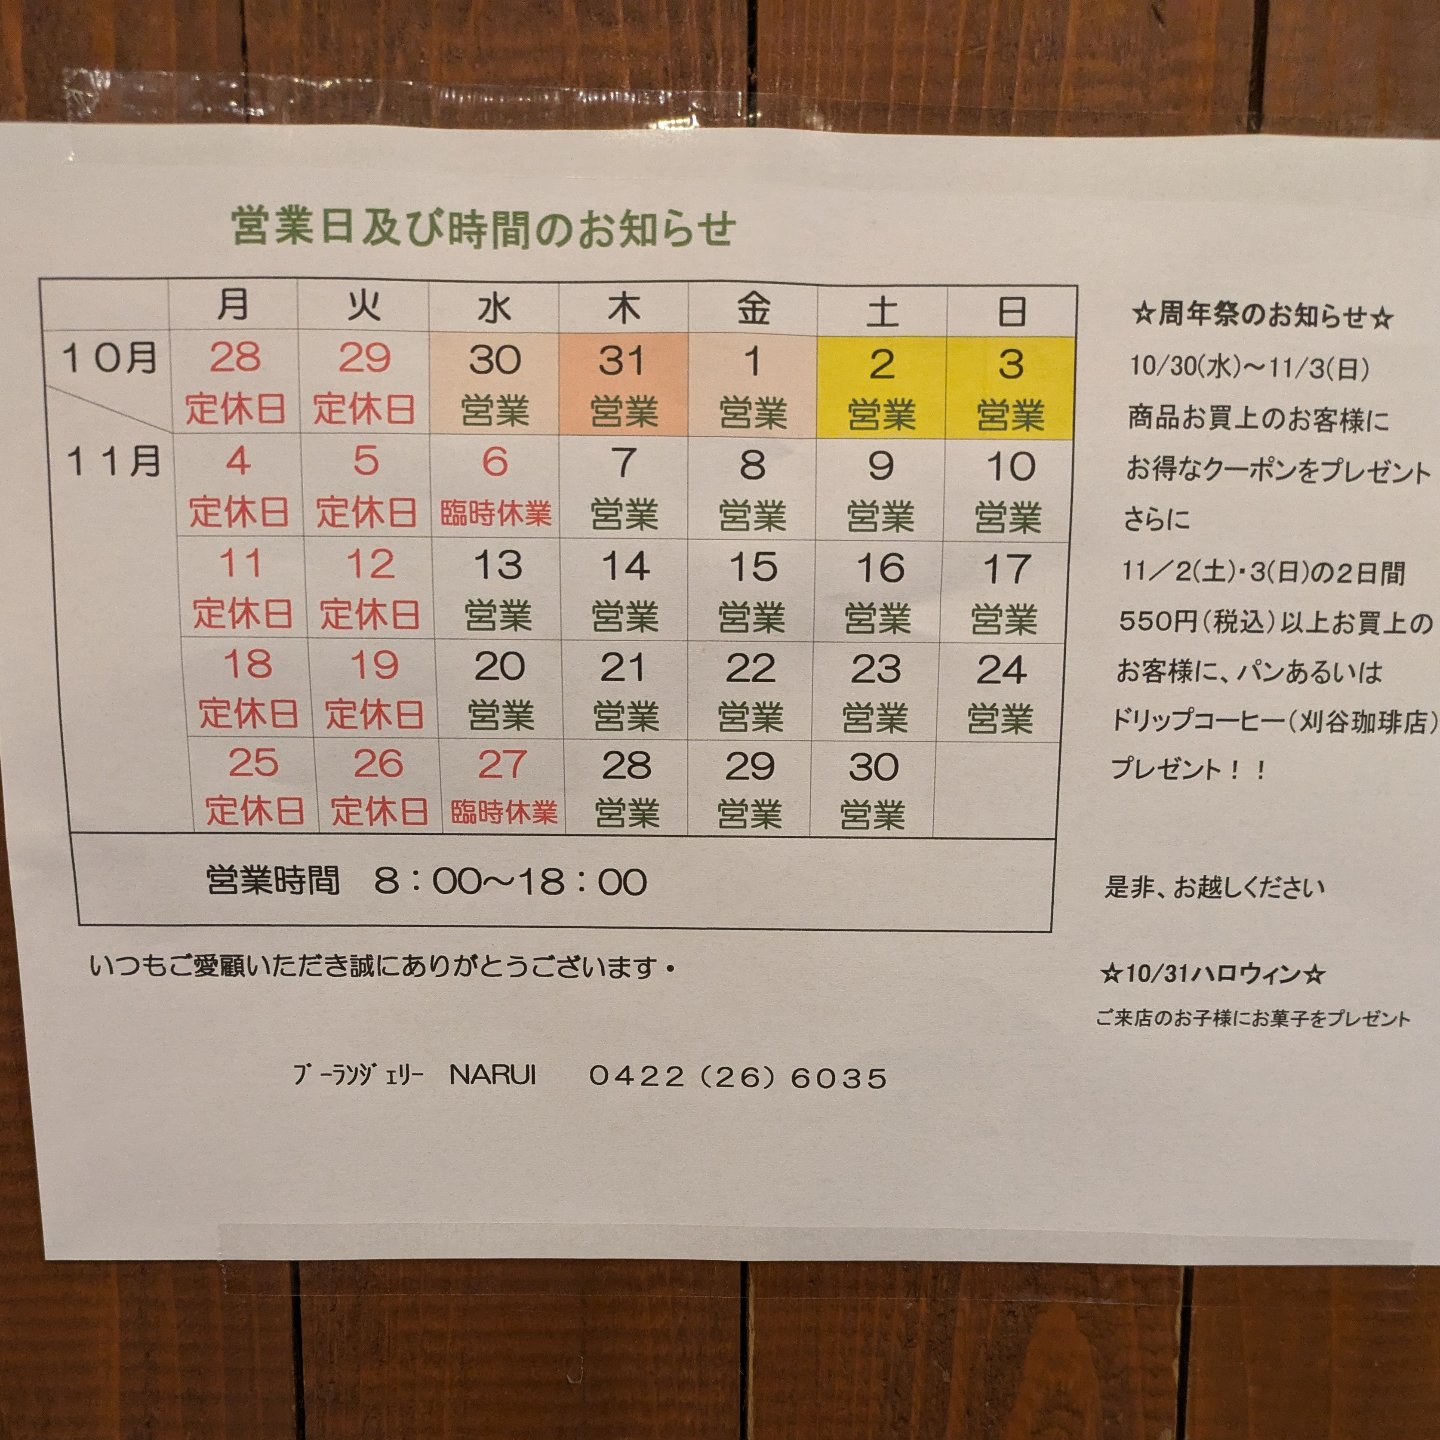 営業日及び時間のお知らせ
月 火 水 木 金 土 日
10月 28 29 30 31 1 2 3
定休日 定休日 営業 営業 営業 営業 営業
11月 4 5 6 7 8 9 10
定休日 定休日 臨時休業 営業 営業 営業 営業
11 12 13 14 15 16 17
定休日 定休日 営業 営業 営業 営業 営業
18 19 20 21 22 23 24
定休日 定休日 営業 営業 営業 営業 営業
25 26 27 28 29 30
定休日 定休日 臨時休業 営業 営業 営業
営業時間 8:00～18:00
いつもご愛顧いただき誠にありがとうございます・
ﾌﾞｰﾗﾝｼﾞｪﾘｰ NARUI 0422(26)6035
☆周年祭のお知らせ☆
10/30(水)～11/3(日)
商品お買上のお客様に
お得なクーポンをプレゼント
さらに
11／2(土)・3(日)の2日間
550円(税込)以上お買上の
お客様に、パンあるいは
ドリップコーヒー(刈谷珈琲店)
プレゼント！！
是非、お越しください
☆10/31ハロウィン☆
ご来店のお子様にお菓子をプレゼント